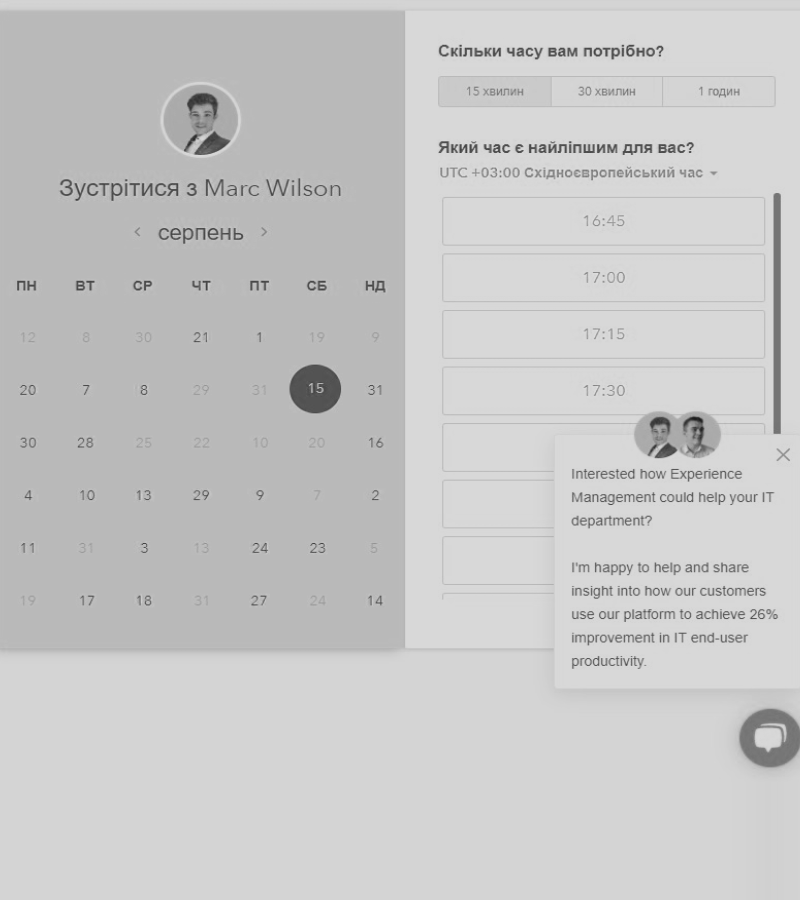 Зустрітися з Marc Wilson
серпень
ПН ВТ СР ЧТ ПТ СБ НД
12 8 30 21 1 19 9
20 7 8 29 31 15 31
30 28 25 22 10 20 16
4 10 13 29 9 7 2
11 31 3 13 24 23 5
19 17 18 31 27 24 14
Скільки часу вам потрібно?
15 хвилин 30 хвилин 1 годин
Який час є найліпшим для вас?
UTC +03:00 Східноєвропейський час
16:45
17:00
17:15
17:30
Interested how Experience
Management could help your IT
department?
I'm happy to help and share
insight into how our customers
use our platform to achieve 26%
improvement in IT end-user
productivity.